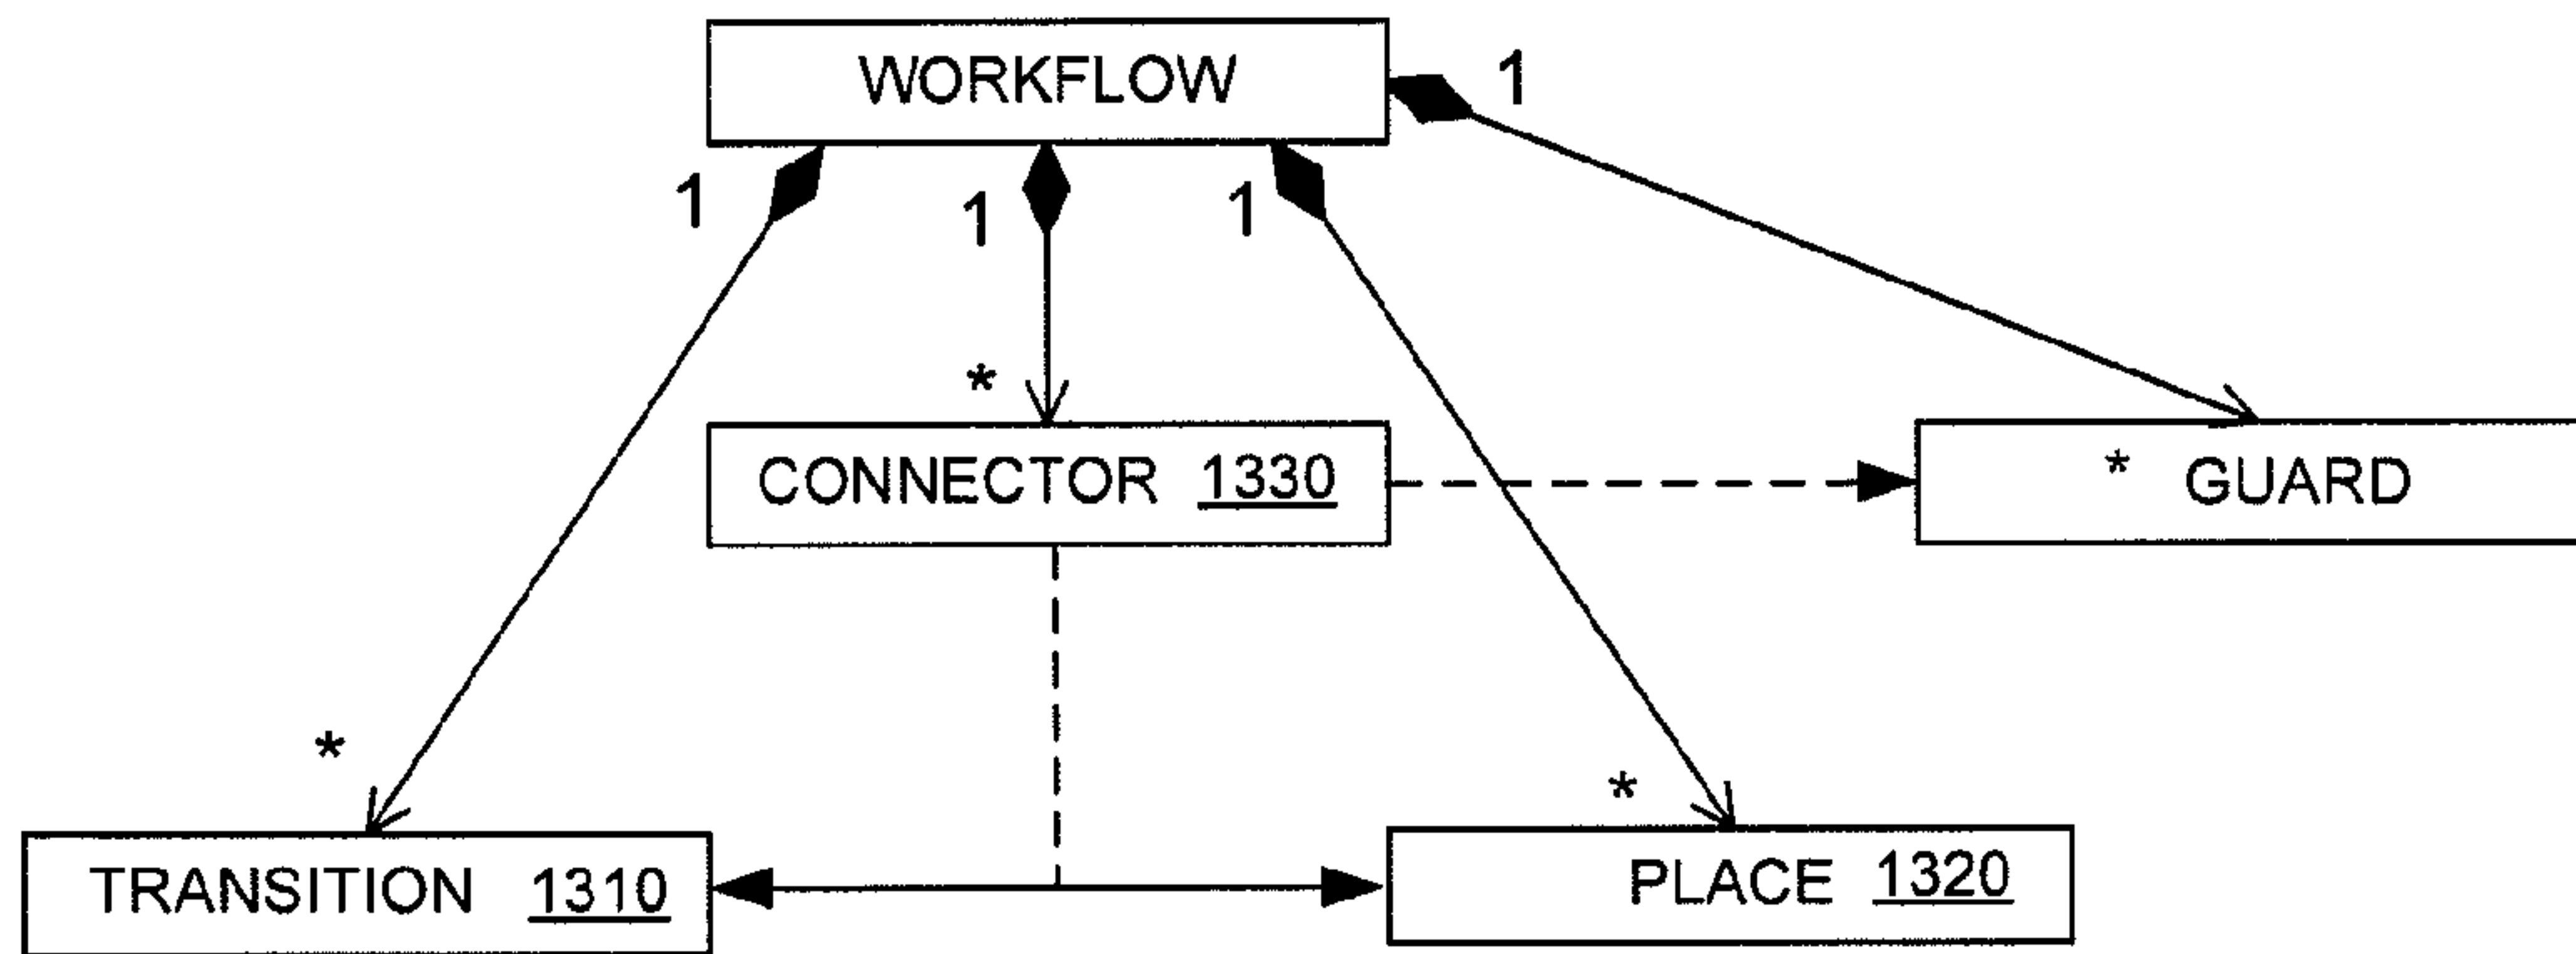 WORKFLOW
1
1
1
1
*
CONNECTOR 1330
* GUARD
*
*
TRANSITION 1310
PLACE 1320